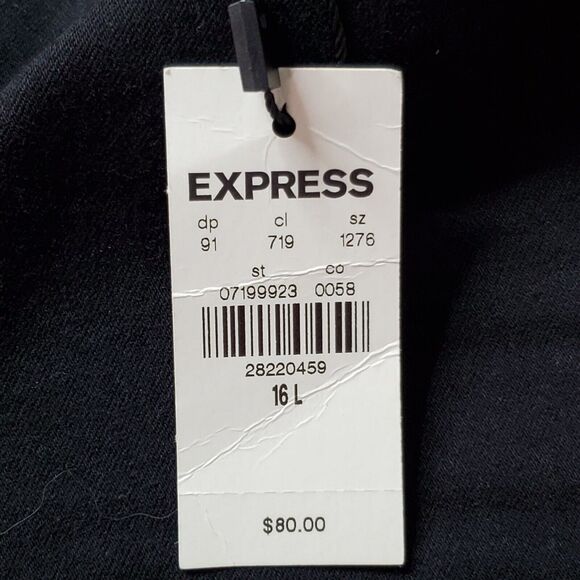 EXPRESS
dp cl sz
91 719 1276
st co
07199923 0058
28220459
16 L
$80.00